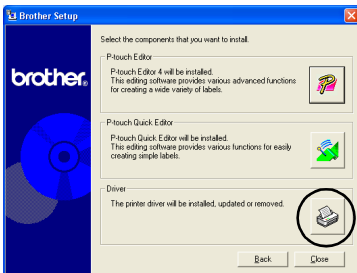 Brother Setup
Select the components that you want to install.
brother®
P-touch Editor
P-touch Editor 4 will be installed.
This editing software provides various advanced functions
for creating a wide variety of labels.
P-touch Quick Editor
P-touch Quick Editor will be installed.
This editing software provides various functions for easily
creating simple labels.
Driver
The printer driver will be installed, updated or removed.
Back
Close